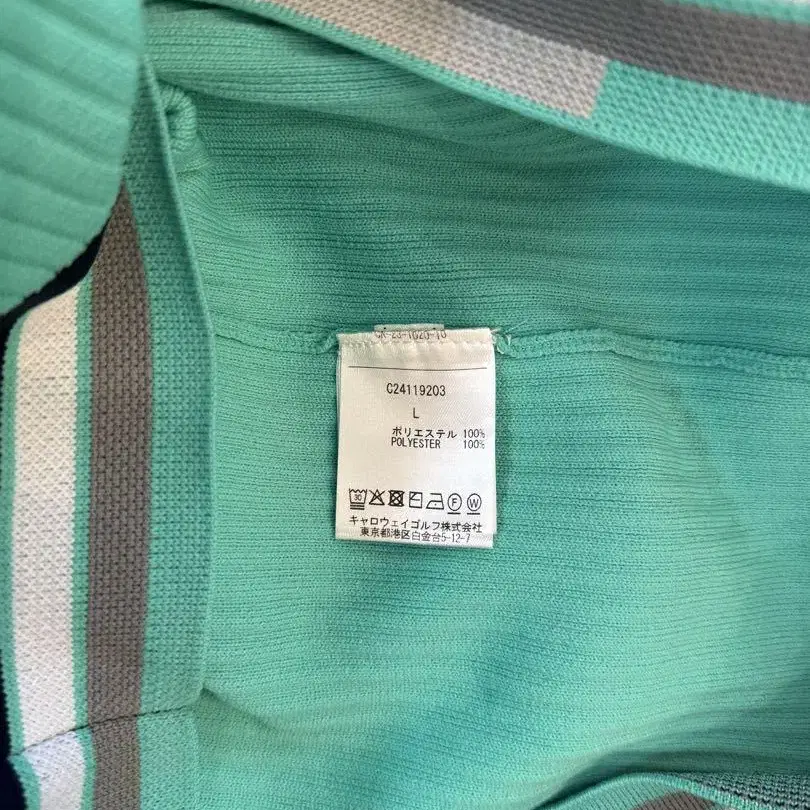 C24119203
L
ポリエステル 100%
POLYESTER 100%
30
F W
キャロウェイゴルフ株式会社
東京都港区白金台5-12-7